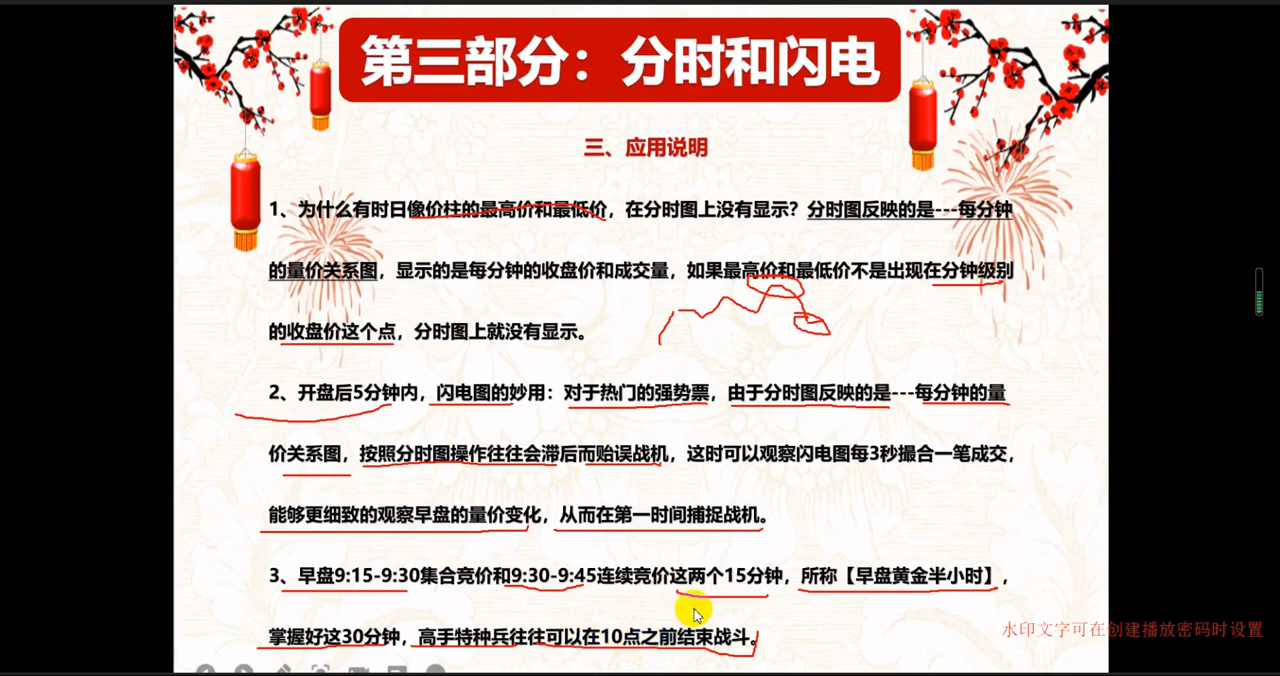 第三部分：分时和闪电
三、应用说明
1、为什么有时日像价柱的最高价和最低价，在分时图上没有显示？分时图反映的是---每分钟
的量价关系图，显示的是每分钟的收盘价和成交量，如果最高价和最低价不是出现在分钟级别
的收盘价这个点，分时图上就没有显示。
2、开盘后5分钟内，闪电图的妙用：对于热门的强势票，由于分时图反映的是---每分钟的量
价关系图，按照分时图操作往往会滞后而贻误战机，这时可以观察闪电图每3秒撮合一笔成交，
能够更细致的观察早盘的量价变化，从而在第一时间捕捉战机。
3、早盘9:15-9:30集合竞价和9:30-9:45连续竞价这两个15分钟，所称【早盘黄金半小时】，
掌握好这30分钟，高手特种兵往往可以在10点之前结束战斗。
水印文字可在创建播放密码时设置